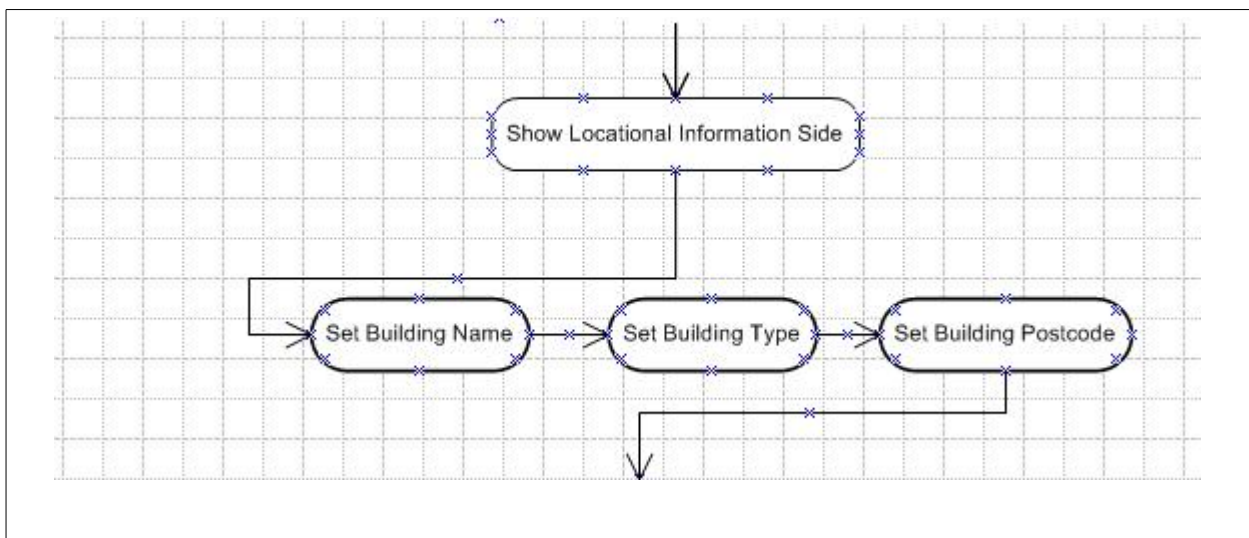 Show Locational Information Side
Set Building Name
Set Building Type
Set Building Postcode